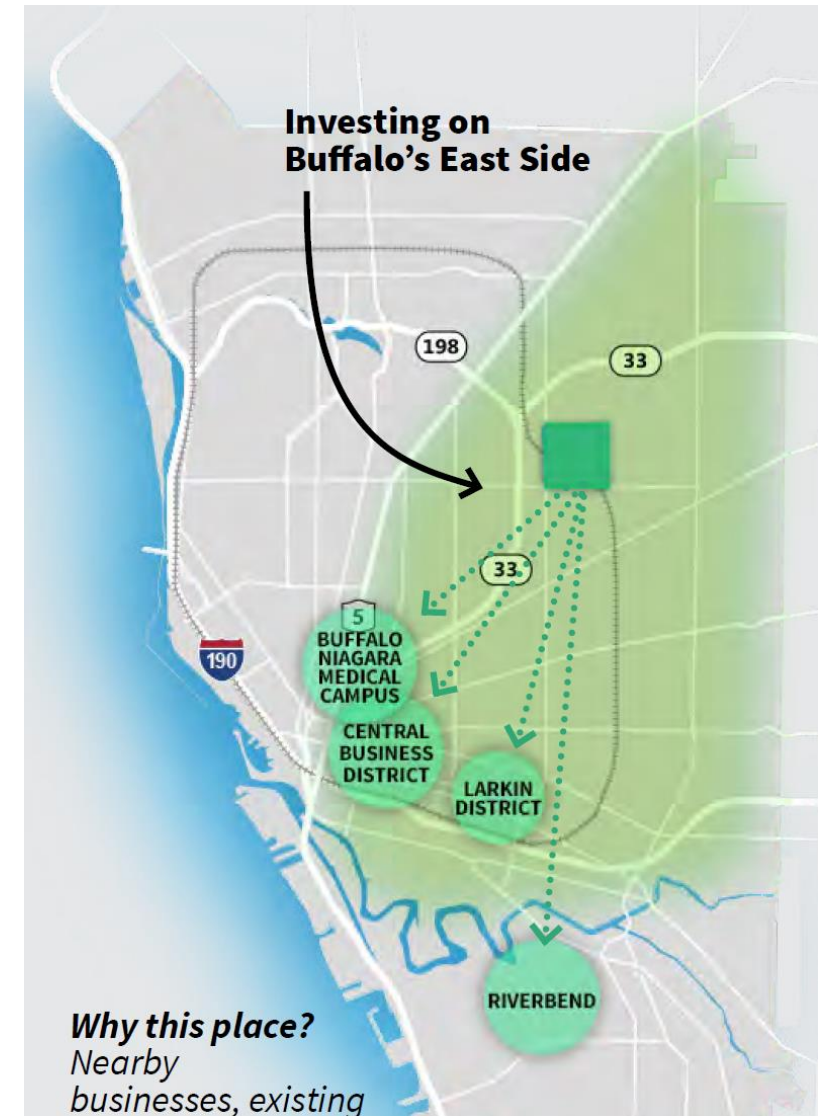 Investing on
Buffalo’s East Side
198
33
33
5
BUFFALO
NIAGARA
MEDICAL
CAMPUS
190
CENTRAL
BUSINESS
DISTRICT
LARKIN
DISTRICT
RIVERBEND
Why this place?
Nearby
businesses, existing